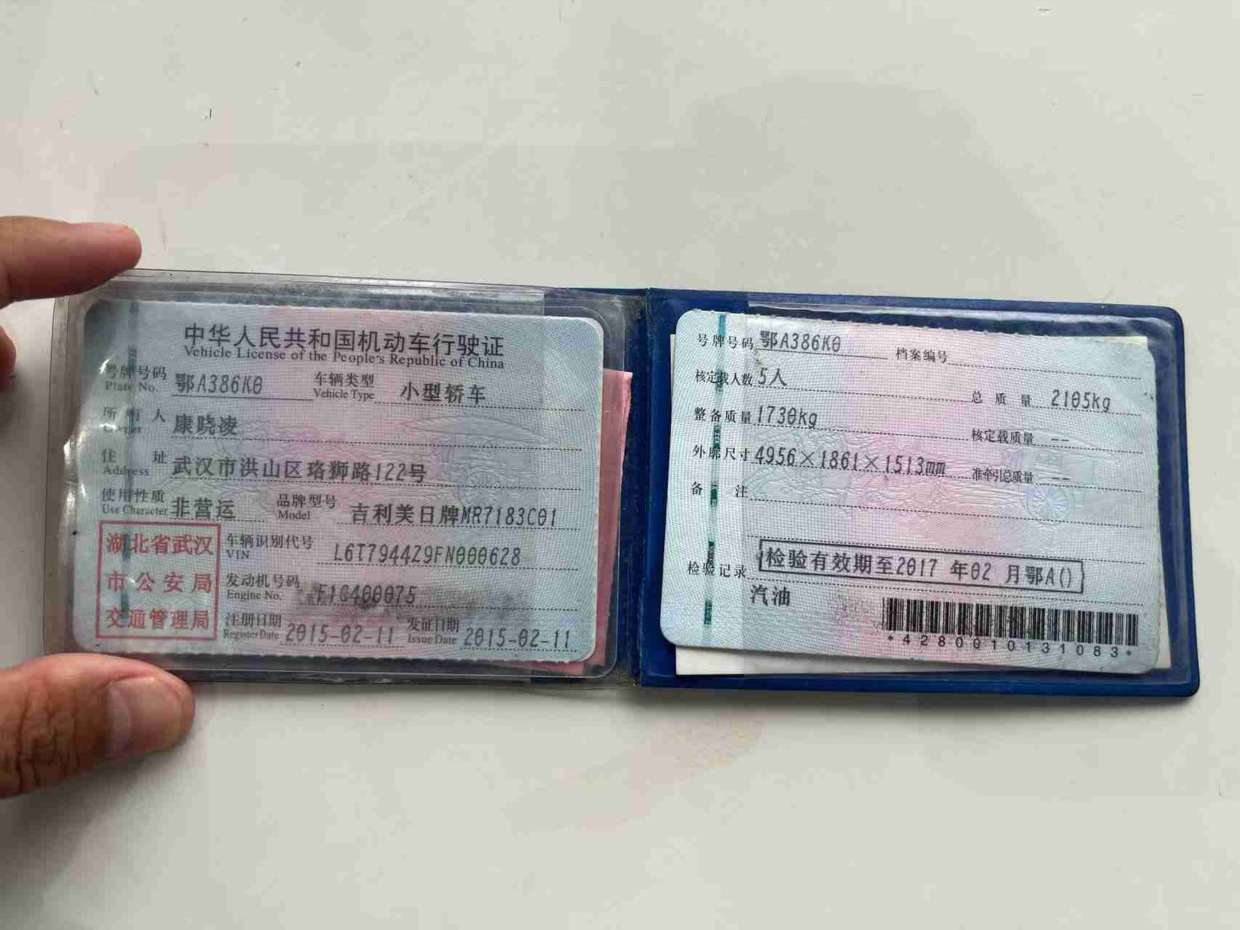 中华人民共和国机动车行驶证
Vehicle License of the People's Republic of China
号牌号码 鄂A386K0 车辆类型 小型轿车
Plate No. Vehicle Type
所有人 康晓凌
住址 武汉市洪山区珞狮路122号
Address
使用性质 非营运 品牌型号 吉利美日牌MR7183C01
Use Character Model
湖北省武汉
市公安局
交通管理局
车辆识别代号 L6T7944Z9FN000628
VIN
发动机号码
Engine No.
注册日期 2015-02-11 发证日期 2015-02-11
Register Date Issue Date
号牌号码 鄂A386K0 档案编号
核定载人数 5人 总质量 2105kg
整备质量 1730kg 核定载质量 --
外廓尺寸 4956×1861×1513mm 准牵引总质量 --
备注
检验记录 检验有效期至2017 年02 月鄂A()
汽油
*4280010131083*